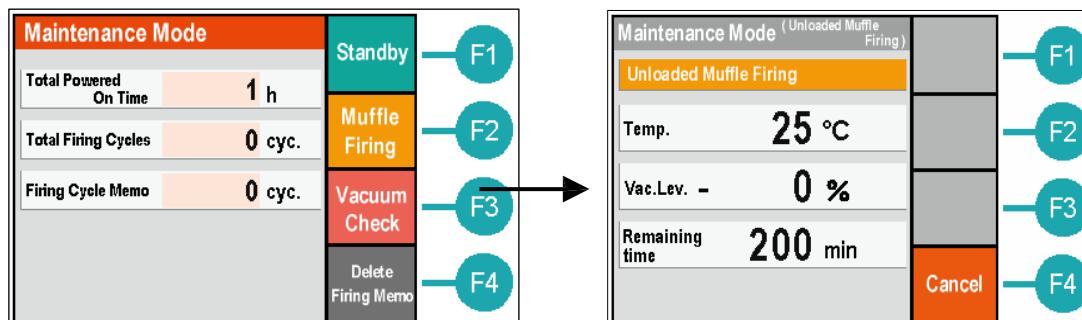 Maintenance Mode
Standby
F1
Total Powered
On Time
1 h
Muffle
Firing
F2
Total Firing Cycles
0 cyc.
Firing Cycle Memo
0 cyc.
Vacuum
Check
F3
Delete
Firing Memo
F4
Maintenance Mode (Unloaded Muffle
Firing)
F1
Unloaded Muffle Firing
Temp. 25 °C
F2
Vac.Lev. - 0 %
F3
Remaining
time
200 min
Cancel
F4